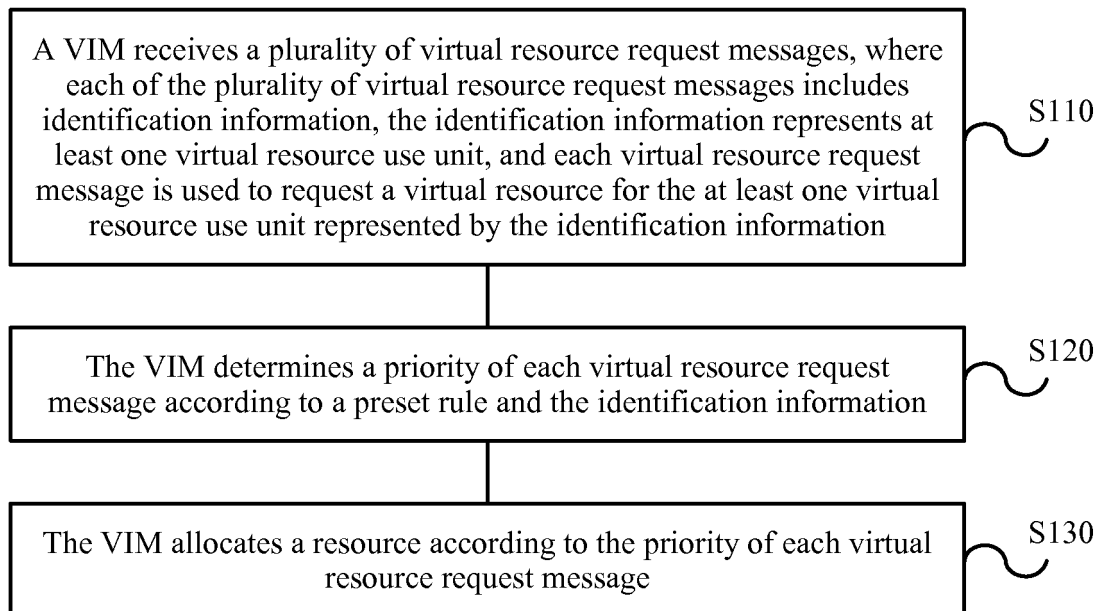 A VIM receives a plurality of virtual resource request messages, where
each of the plurality of virtual resource request messages includes
identification information, the identification information represents at
least one virtual resource use unit, and each virtual resource request
message is used to request a virtual resource for the at least one virtual
resource use unit represented by the identification information
S110
The VIM determines a priority of each virtual resource request
message according to a preset rule and the identification information
S120
The VIM allocates a resource according to the priority of each virtual
resource request message
S130